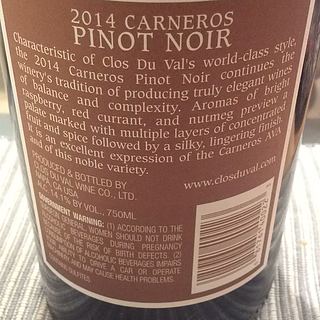 2014 CARNEROS
PINOT NOIR
Characteristic of Clos Du Val's world-class style,
the 2014 Carneros Pinot Noir continues the
winery's tradition of producing truly elegant wines
of balance and complexity. Aromas of bright
raspberry, red currant, and nutmeg preview a
palate marked with multiple layers of concentrated
fruit and spice followed by a silky, lingering finish.
It is an excellent expression of the Carneros AVA
and of this noble variety.
PRODUCED & BOTTLED BY
CLOS DU VAL WINE CO., LTD.
NAPA, CA USA
www.closduval.com
ALC. 14.1% BY VOL., 750ML
GOVERNMENT WARNING: (1) ACCORDING TO THE
SURGEON GENERAL, WOMEN SHOULD NOT DRINK
ALCOHOLIC BEVERAGES DURING PREGNANCY
BECAUSE OF THE RISK OF BIRTH DEFECTS. (2)
CONSUMPTION OF ALCOHOLIC BEVERAGES IMPAIRS
YOUR ABILITY TO DRIVE A CAR OR OPERATE
MACHINERY AND MAY CAUSE HEALTH PROBLEMS.
CONTAINS SULFITES